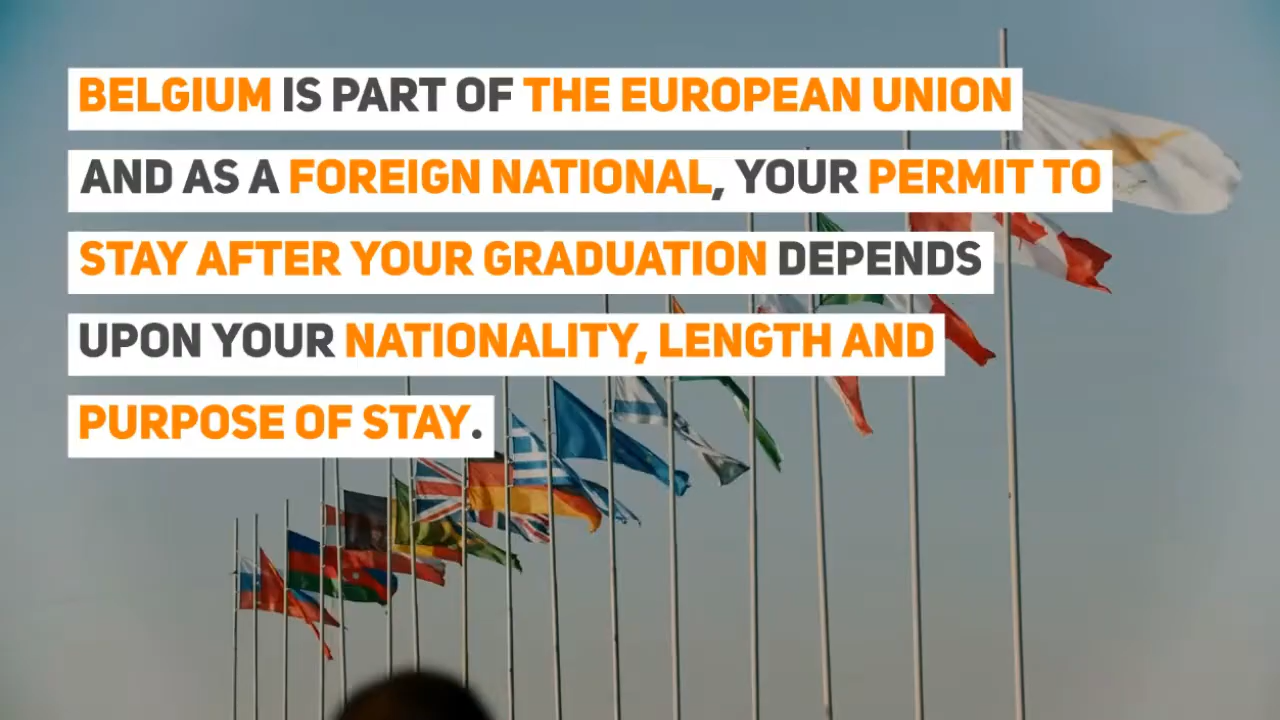 BELGIUM IS PART OF THE EUROPEAN UNION
AND AS A FOREIGN NATIONAL, YOUR PERMIT TO
STAY AFTER YOUR GRADUATION DEPENDS
UPON YOUR NATIONALITY, LENGTH AND
PURPOSE OF STAY.